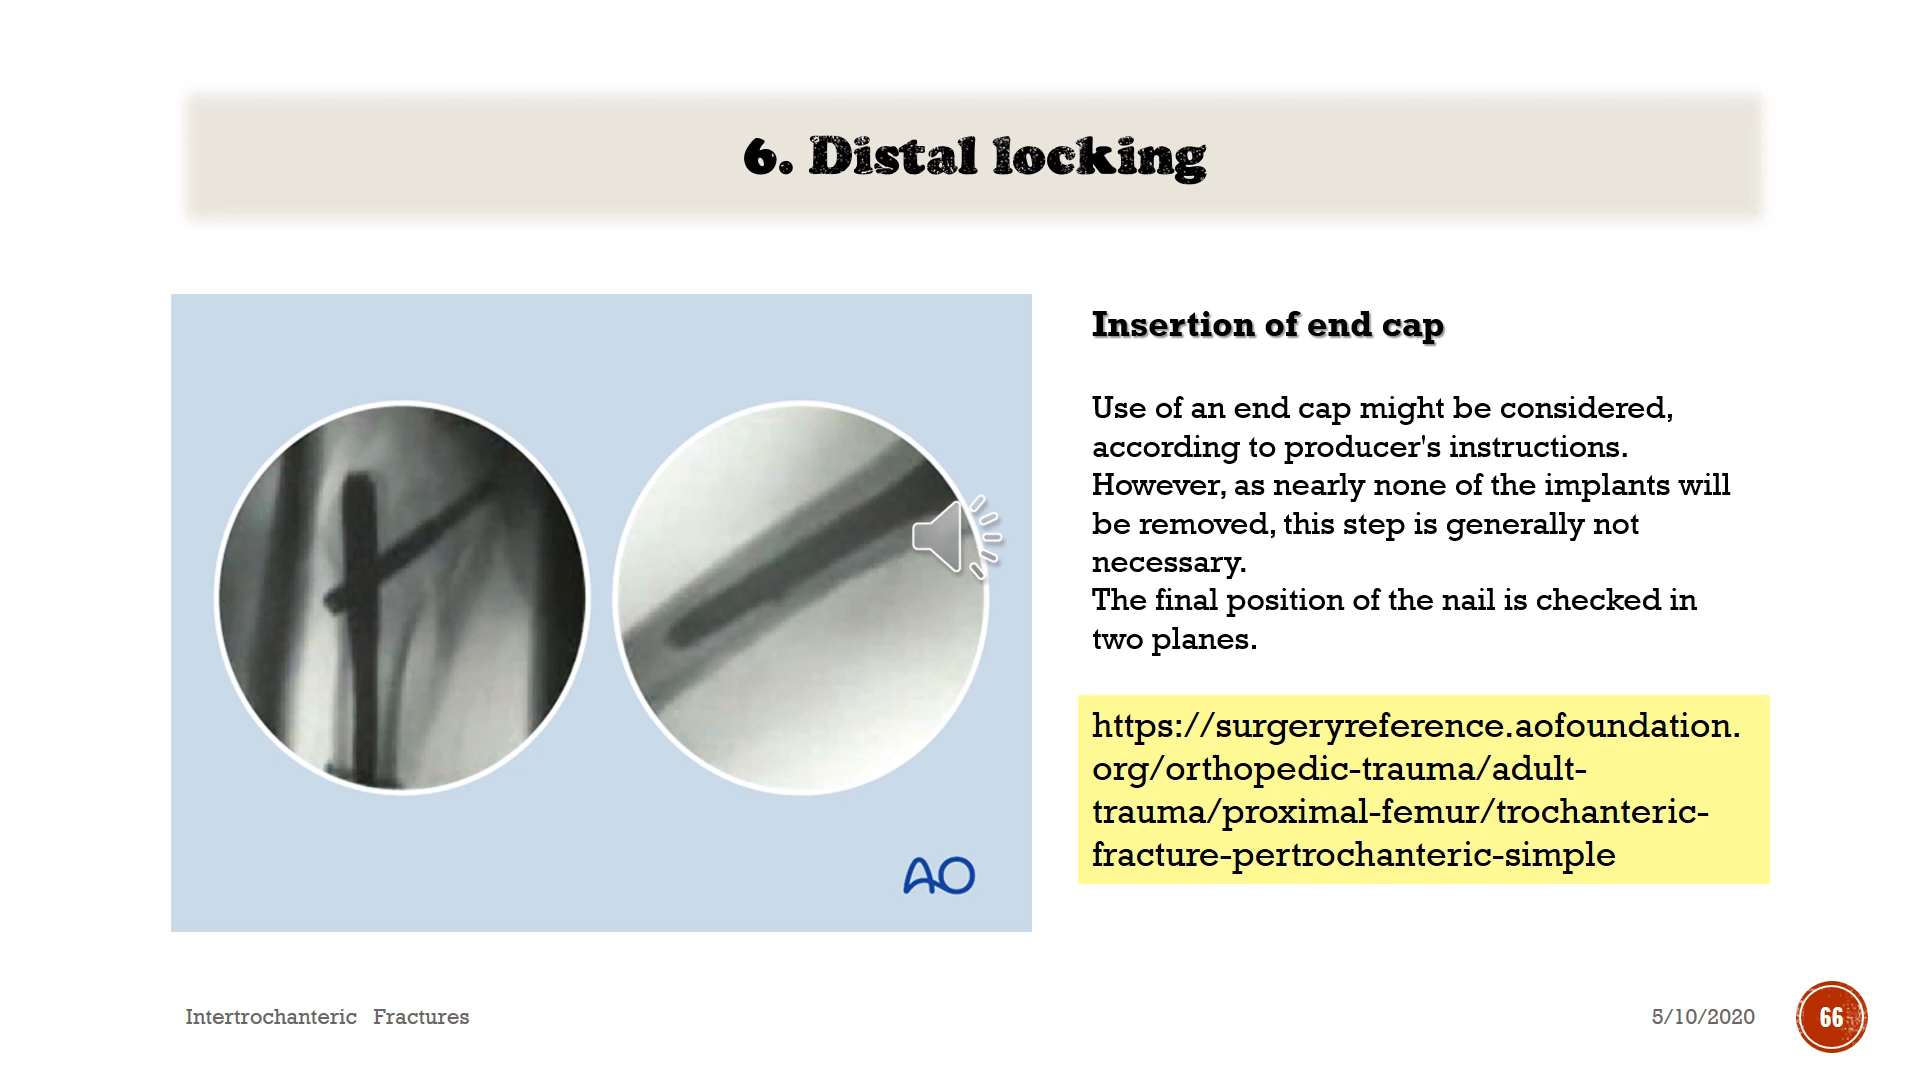 6. Distal locking
Insertion of end cap
Use of an end cap might be considered,
according to producer's instructions.
However, as nearly none of the implants will
be removed, this step is generally not
necessary.
The final position of the nail is checked in
two planes.
https://surgeryreference.aofoundation.
org/orthopedic-trauma/adult-
trauma/proximal-femur/trochanteric-
fracture-pertrochanteric-simple
AO
Intertrochanteric Fractures
5/10/2020
66